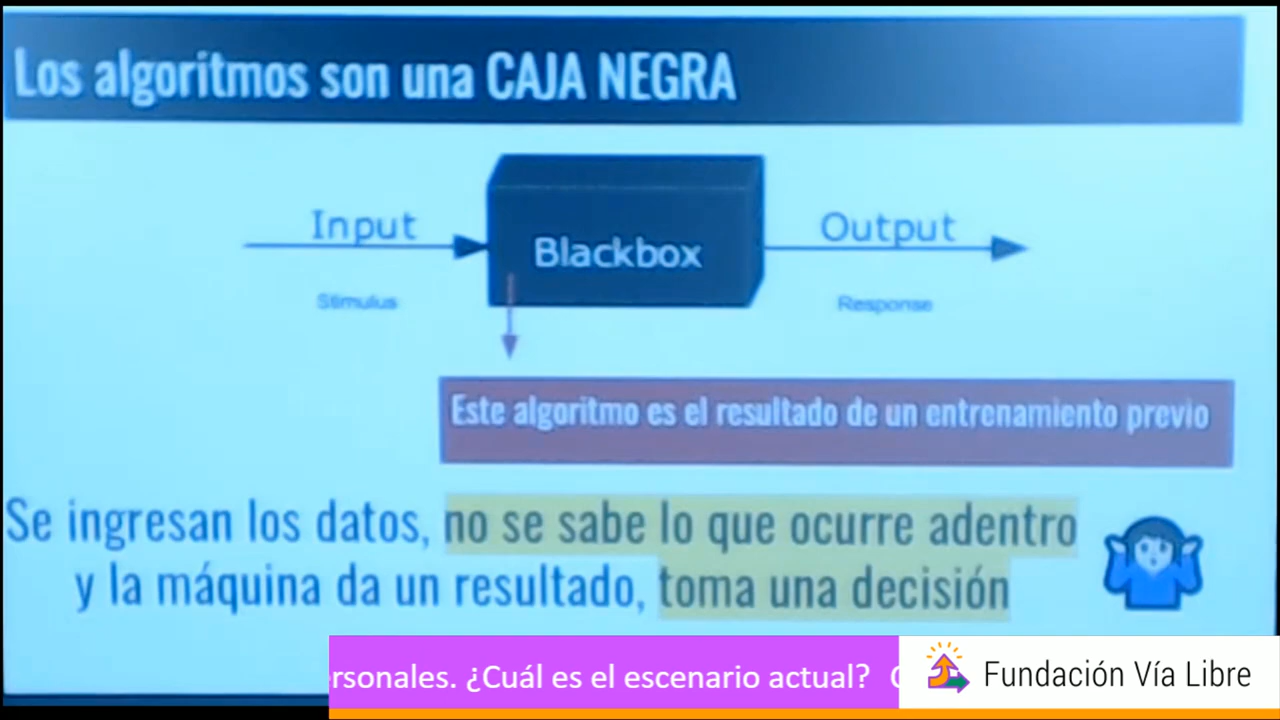 Los algoritmos son una CAJA NEGRA
Input
Blackbox
Output
Stimulus
Response
Este algoritmo es el resultado de un entrenamiento previo
Se ingresan los datos, no se sabe lo que ocurre adentro
y la máquina da un resultado, toma una decisión
rsonales. ¿Cuál es el escenario actual?
Fundación Vía Libre